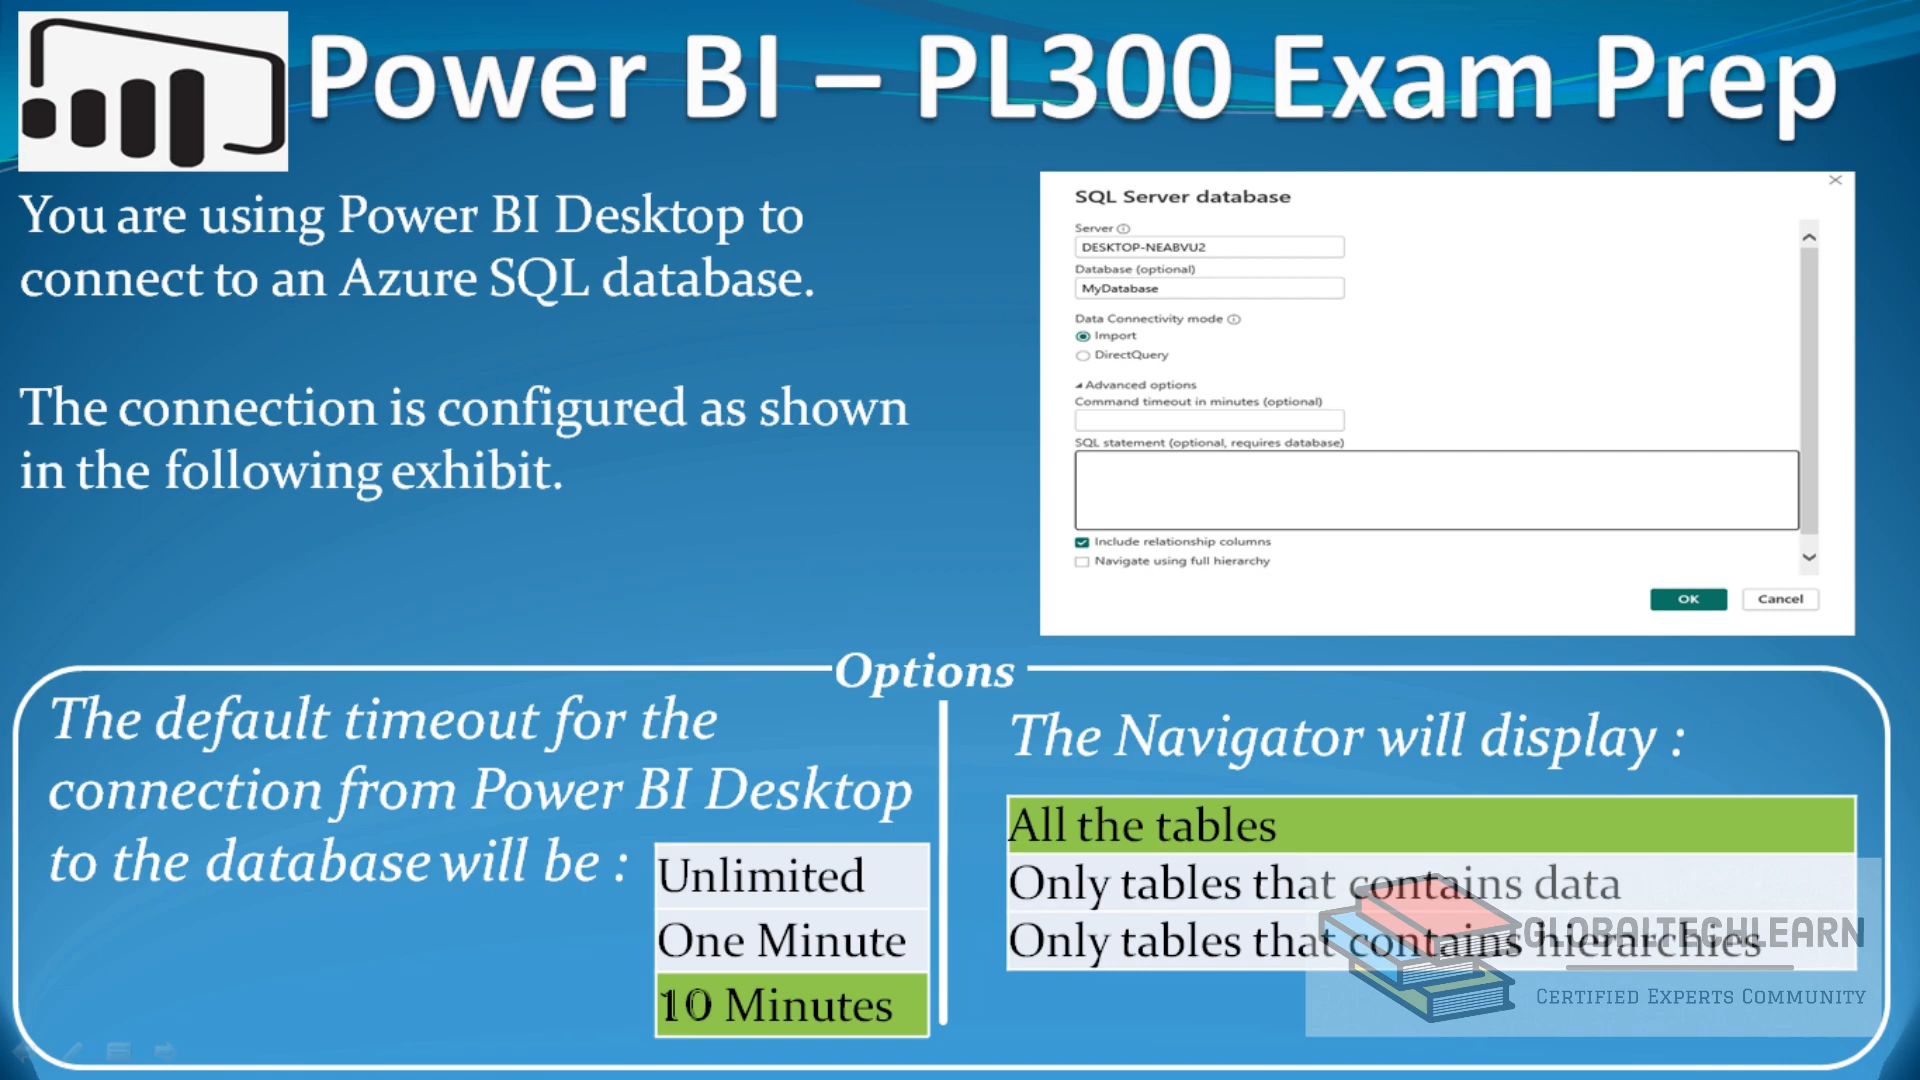 Power BI – PL300 Exam Prep
You are using Power BI Desktop to
connect to an Azure SQL database.
The connection is configured as shown
in the following exhibit.
SQL Server database
Server
DESKTOP-NEABVU2
Database (optional)
MyDatabase
Data Connectivity mode
Import
DirectQuery
Advanced options
Command timeout in minutes (optional)
SQL statement (optional, requires database)
Include relationship columns
Navigate using full hierarchy
OK
Cancel
Options
The default timeout for the
connection from Power BI Desktop
to the database will be :
Unlimited
One Minute
10 Minutes
The Navigator will display :
All the tables
Only tables that contains data
Only tables that contains hierarchies
GLOBALTECHLEARN
CERTIFIED EXPERTS COMMUNITY